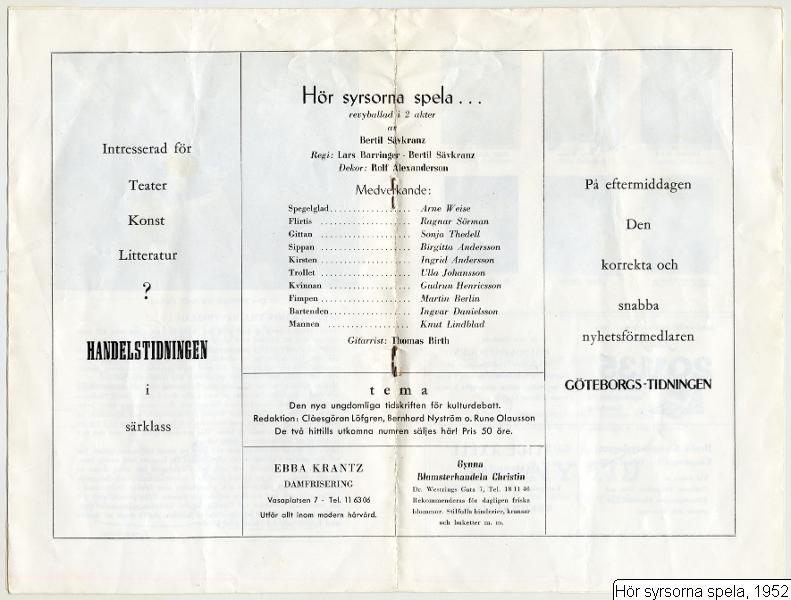 Intresserad för
Teater
Konst
Litteratur
?
HANDELSTIDNINGEN
i
särklass
Hör syrsorna spela...
revyballad i 2 akter
av
Bertil Sävkranz
Regi: Lars Barringer - Bertil Sävkranz
Dekor: Rolf Alexanderson
Medverkande:
Spegelglad.................... Arne Weise
Flirtis .................... Ragnar Sörman
Gittan .................... Sonja Thedell
Sippan .................... Birgitta Andersson
Kirsten .................... Ingrid Andersson
Trollet .................... Ulla Johansson
Kvinnan .................... Gudrun Henricsson
Fimpen .................... Martin Berlin
Bartenden .................... Ingvar Danielsson
Mannen .................... Knut Lindblad
Gitarrist: Thomas Birth
tema
Den nya ungdomliga tidskriften för kulturdebatt.
Redaktion: Clàesgöran Löfgren, Bernhard Nyström o. Rune Olausson
De två hittills utkomna numren säljes här! Pris 50 öre.
EBBA KRANTZ
DAMFRISERING
Vasaplatsen 7 - Tel. 11 63 06
Utför allt inom modern hårvård.
Gynna
Blomsterhandeln Christin
Dr. Westrings Gata 7, Tel. 18 11 46
Rekommenderas för dagligen friska
blommor. Stilfulla binderier, kransar
och buketter m. m.
På eftermiddagen
Den
korrekta och
snabba
nyhetsförmedlaren
GÖTEBORGS-TIDNINGEN
Hör syrsorna spela, 1952